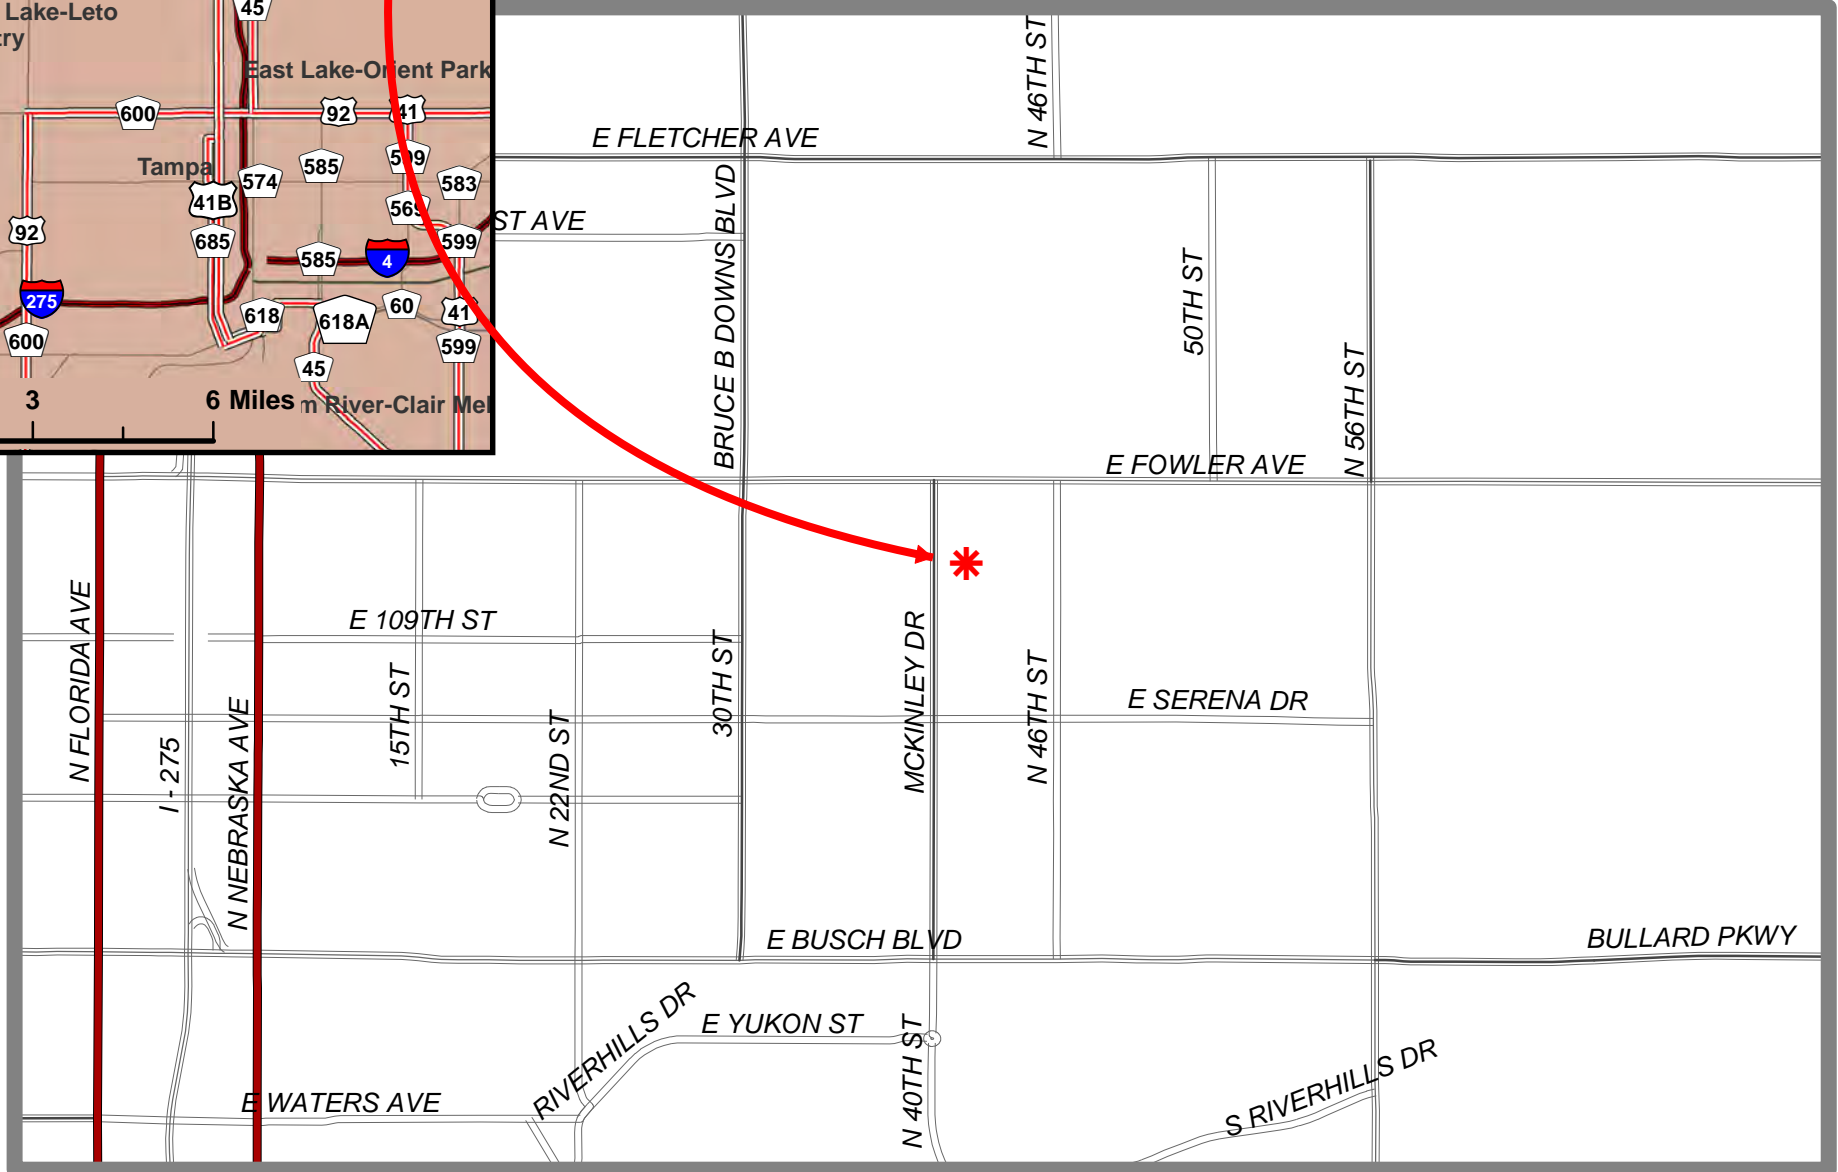 Lake-Leto
try
45
East Lake-Orient Park
600
92
41
Tampa
574
585
599
583
41B
569
92
685
599
585
4
275
618
618A
60
41
600
599
45
3
6 Miles
m River-Clair Mel
N 46TH ST
E FLETCHER AVE
ST AVE
BRUCE B DOWNS BLVD
50TH ST
N 56TH ST
E FOWLER AVE
N FLORIDA AVE
E 109TH ST
15TH ST
30TH ST
MCKINLEY DR
N 46TH ST
E SERENA DR
I - 275
N NEBRASKA AVE
N 22ND ST
E BUSCH BLVD
BULLARD PKWY
RIVERHILLS DR
E YUKON ST
N 40TH ST
S RIVERHILLS DR
E WATERS AVE